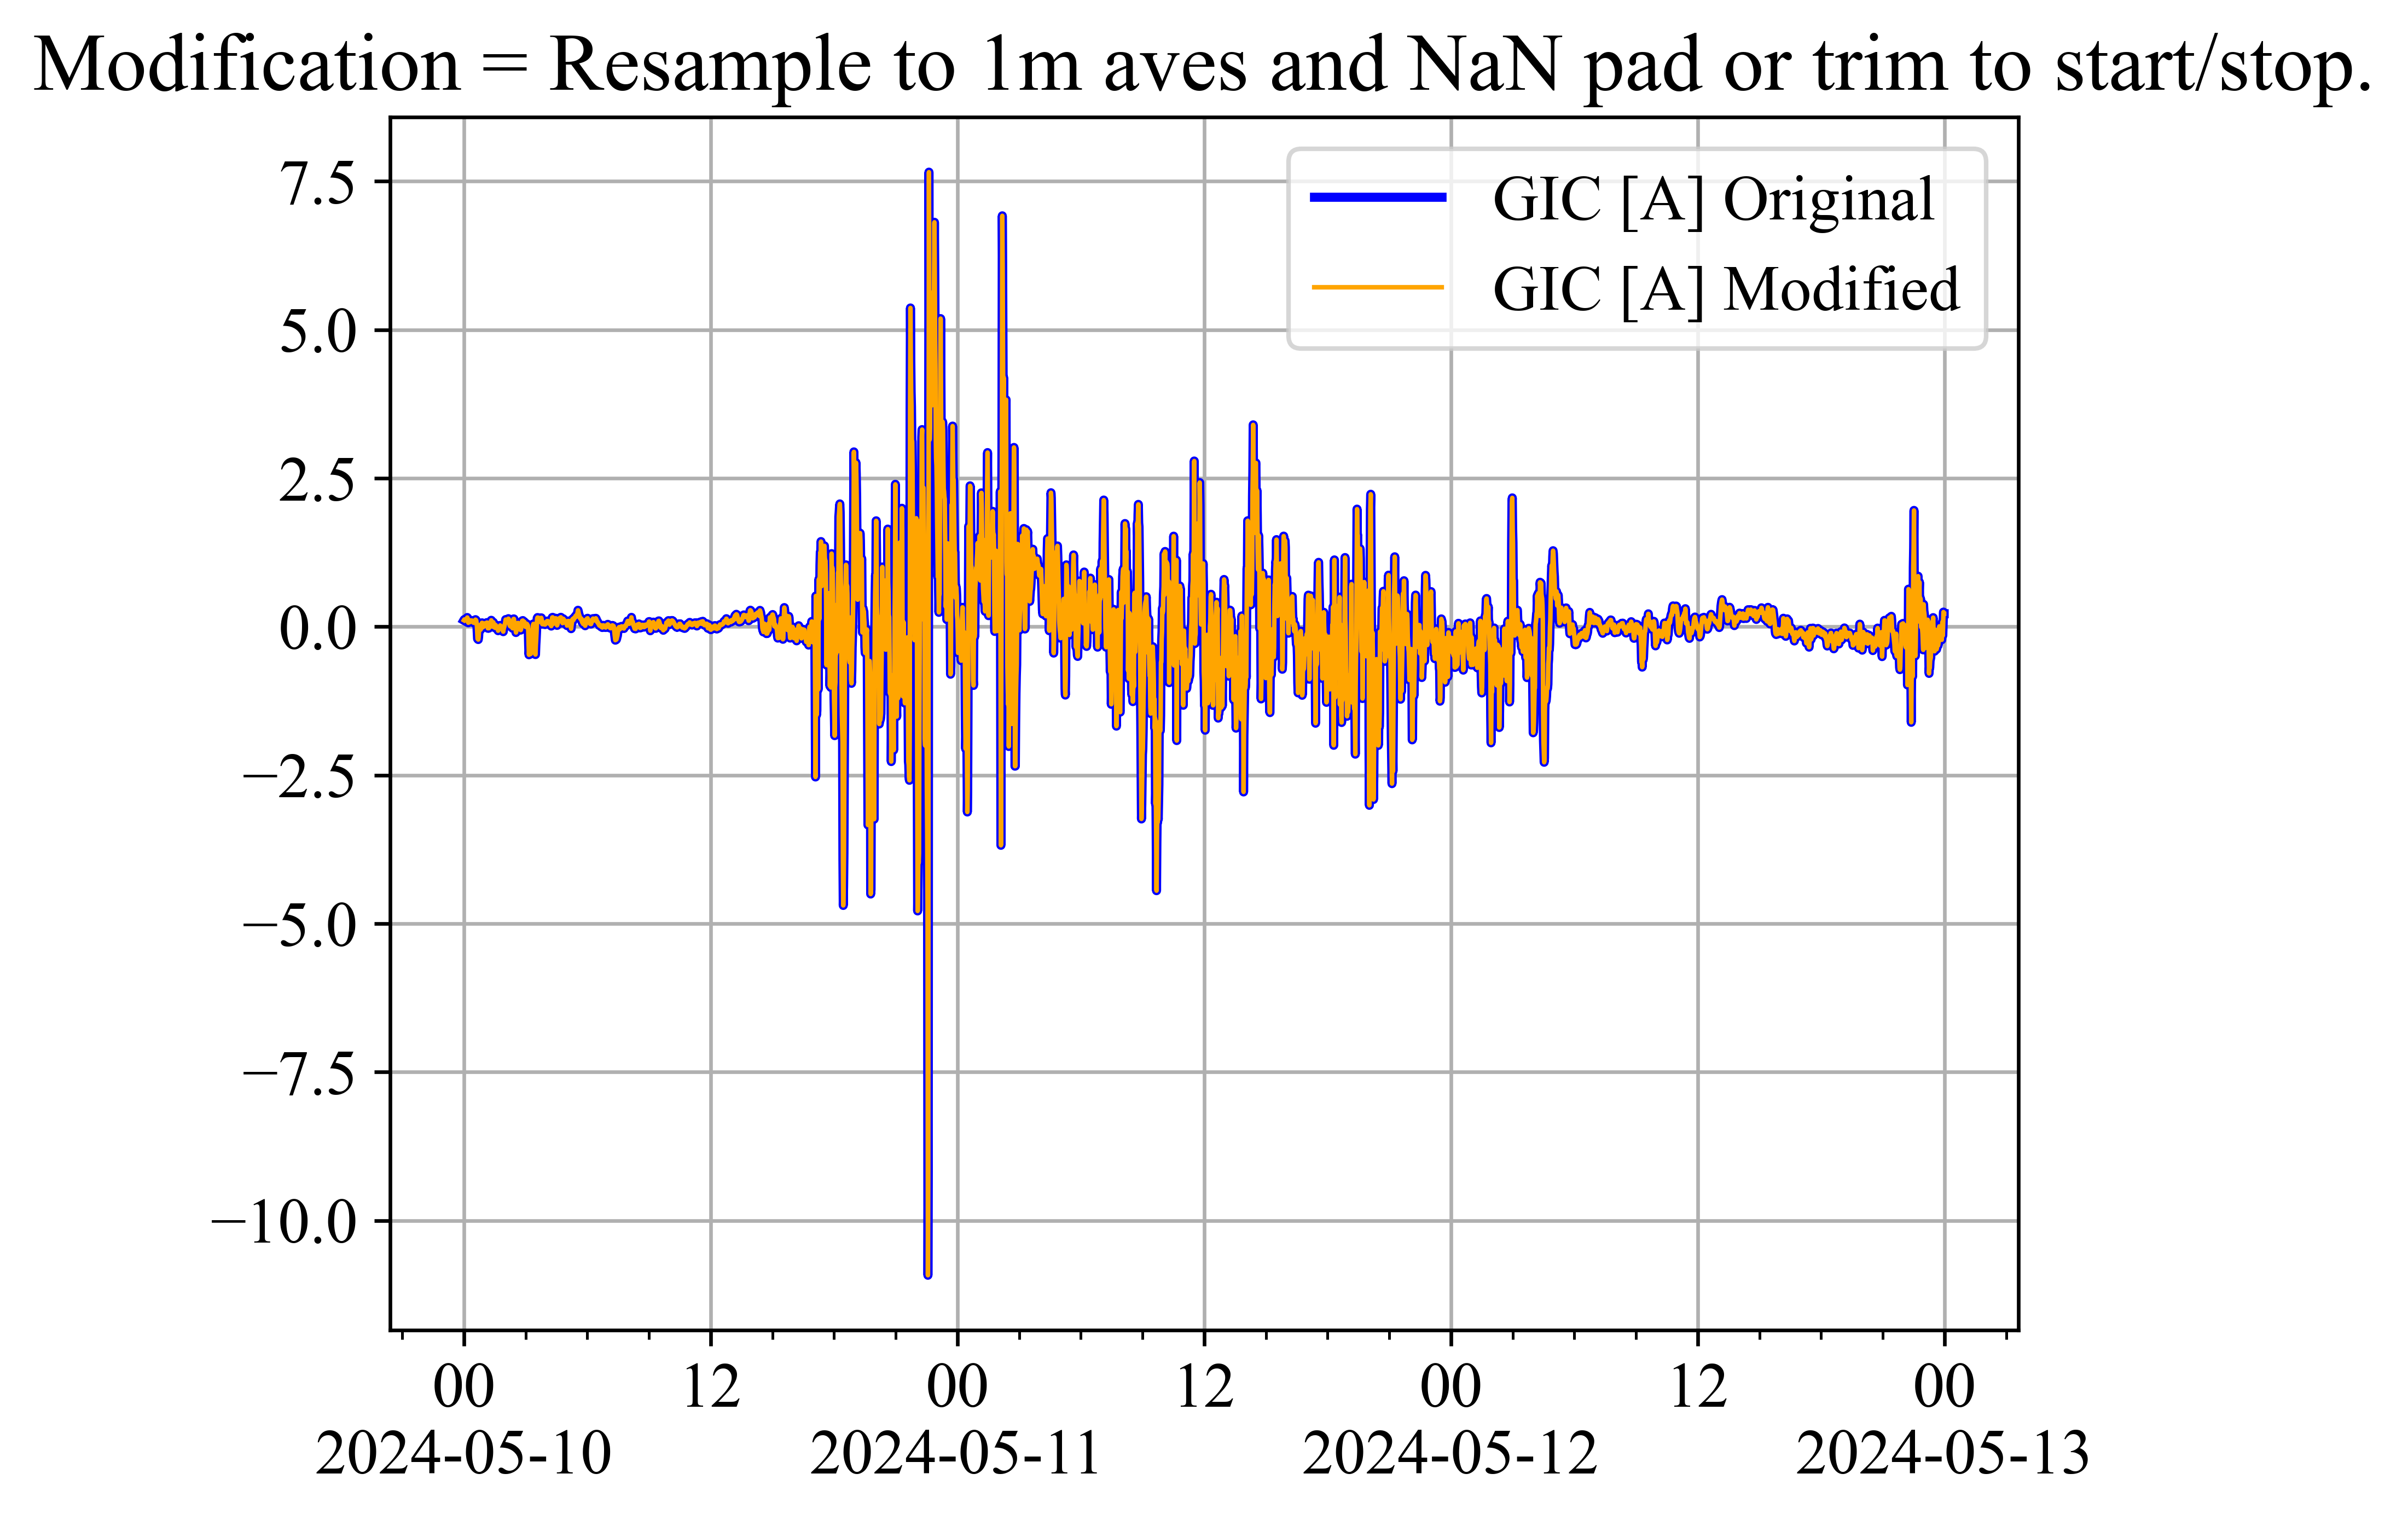 Modification = Resample to 1m aves and NaN pad or trim to start/stop.
GIC [A] Original
GIC [A] Modified
7.5
5.0
2.5
0.0
−2.5
−5.0
−7.5
−10.0
00 12 00 12 00 12 00
2024-05-10 2024-05-11 2024-05-12 2024-05-13